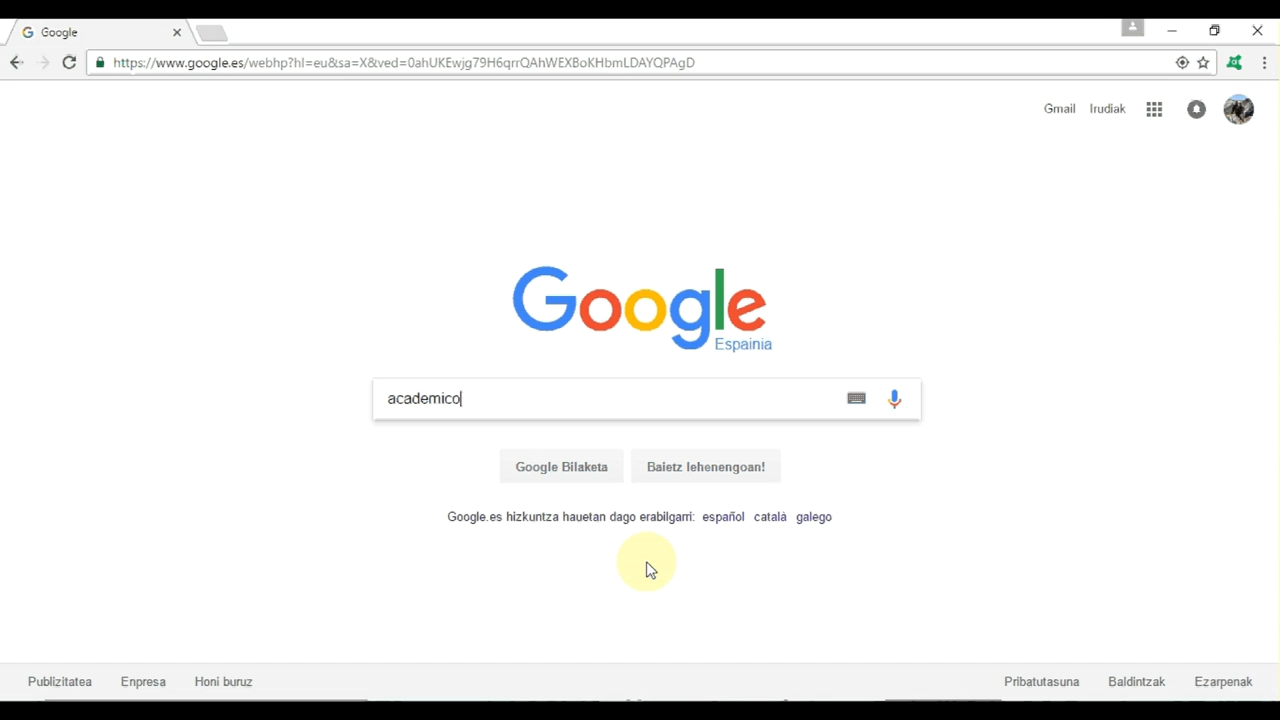 Google
https://www.google.es/webhp?hl=eu&sa=X&ved=0ahUKEwjg79H6qrrQAhWEXBoKHbmLDAYQPAgD
Gmail Irudiak
Google
Espainia
academico
Google Bilaketa Baietz lehenengoan!
Google.es hizkuntza hauetan dago erabilgarri: español català galego
Publizitatea Enpresa Honi buruz Pribatutasuna Baldintzak Ezarpenak